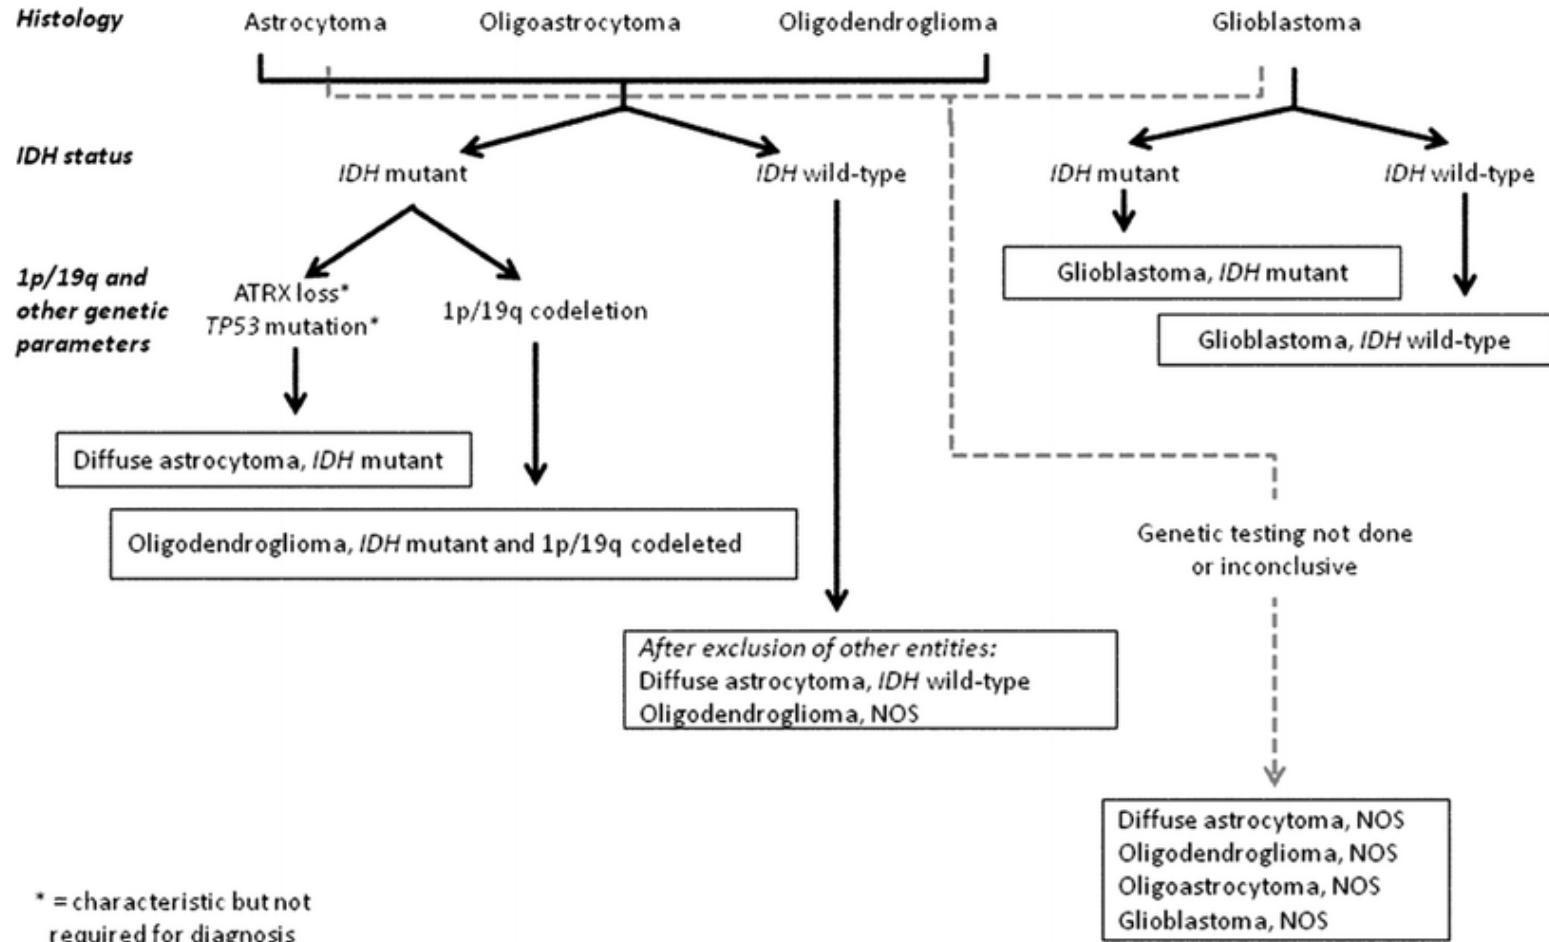 Histology
Astrocytoma
Oligoastrocytoma
Oligodendroglioma
Glioblastoma
IDH status
IDH mutant
IDH wild-type
IDH mutant
IDH wild-type
1p/19q and
other genetic
parameters
ATRX loss*
TP53 mutation*
1p/19q codeletion
Glioblastoma, IDH mutant
Glioblastoma, IDH wild-type
Diffuse astrocytoma, IDH mutant
Oligodendroglioma, IDH mutant and 1p/19q codeleted
Genetic testing not done
or inconclusive
After exclusion of other entities:
Diffuse astrocytoma, IDH wild-type
Oligodendroglioma, NOS
Diffuse astrocytoma, NOS
Oligodendroglioma, NOS
Oligoastrocytoma, NOS
Glioblastoma, NOS
* = characteristic but not
required for diagnosis